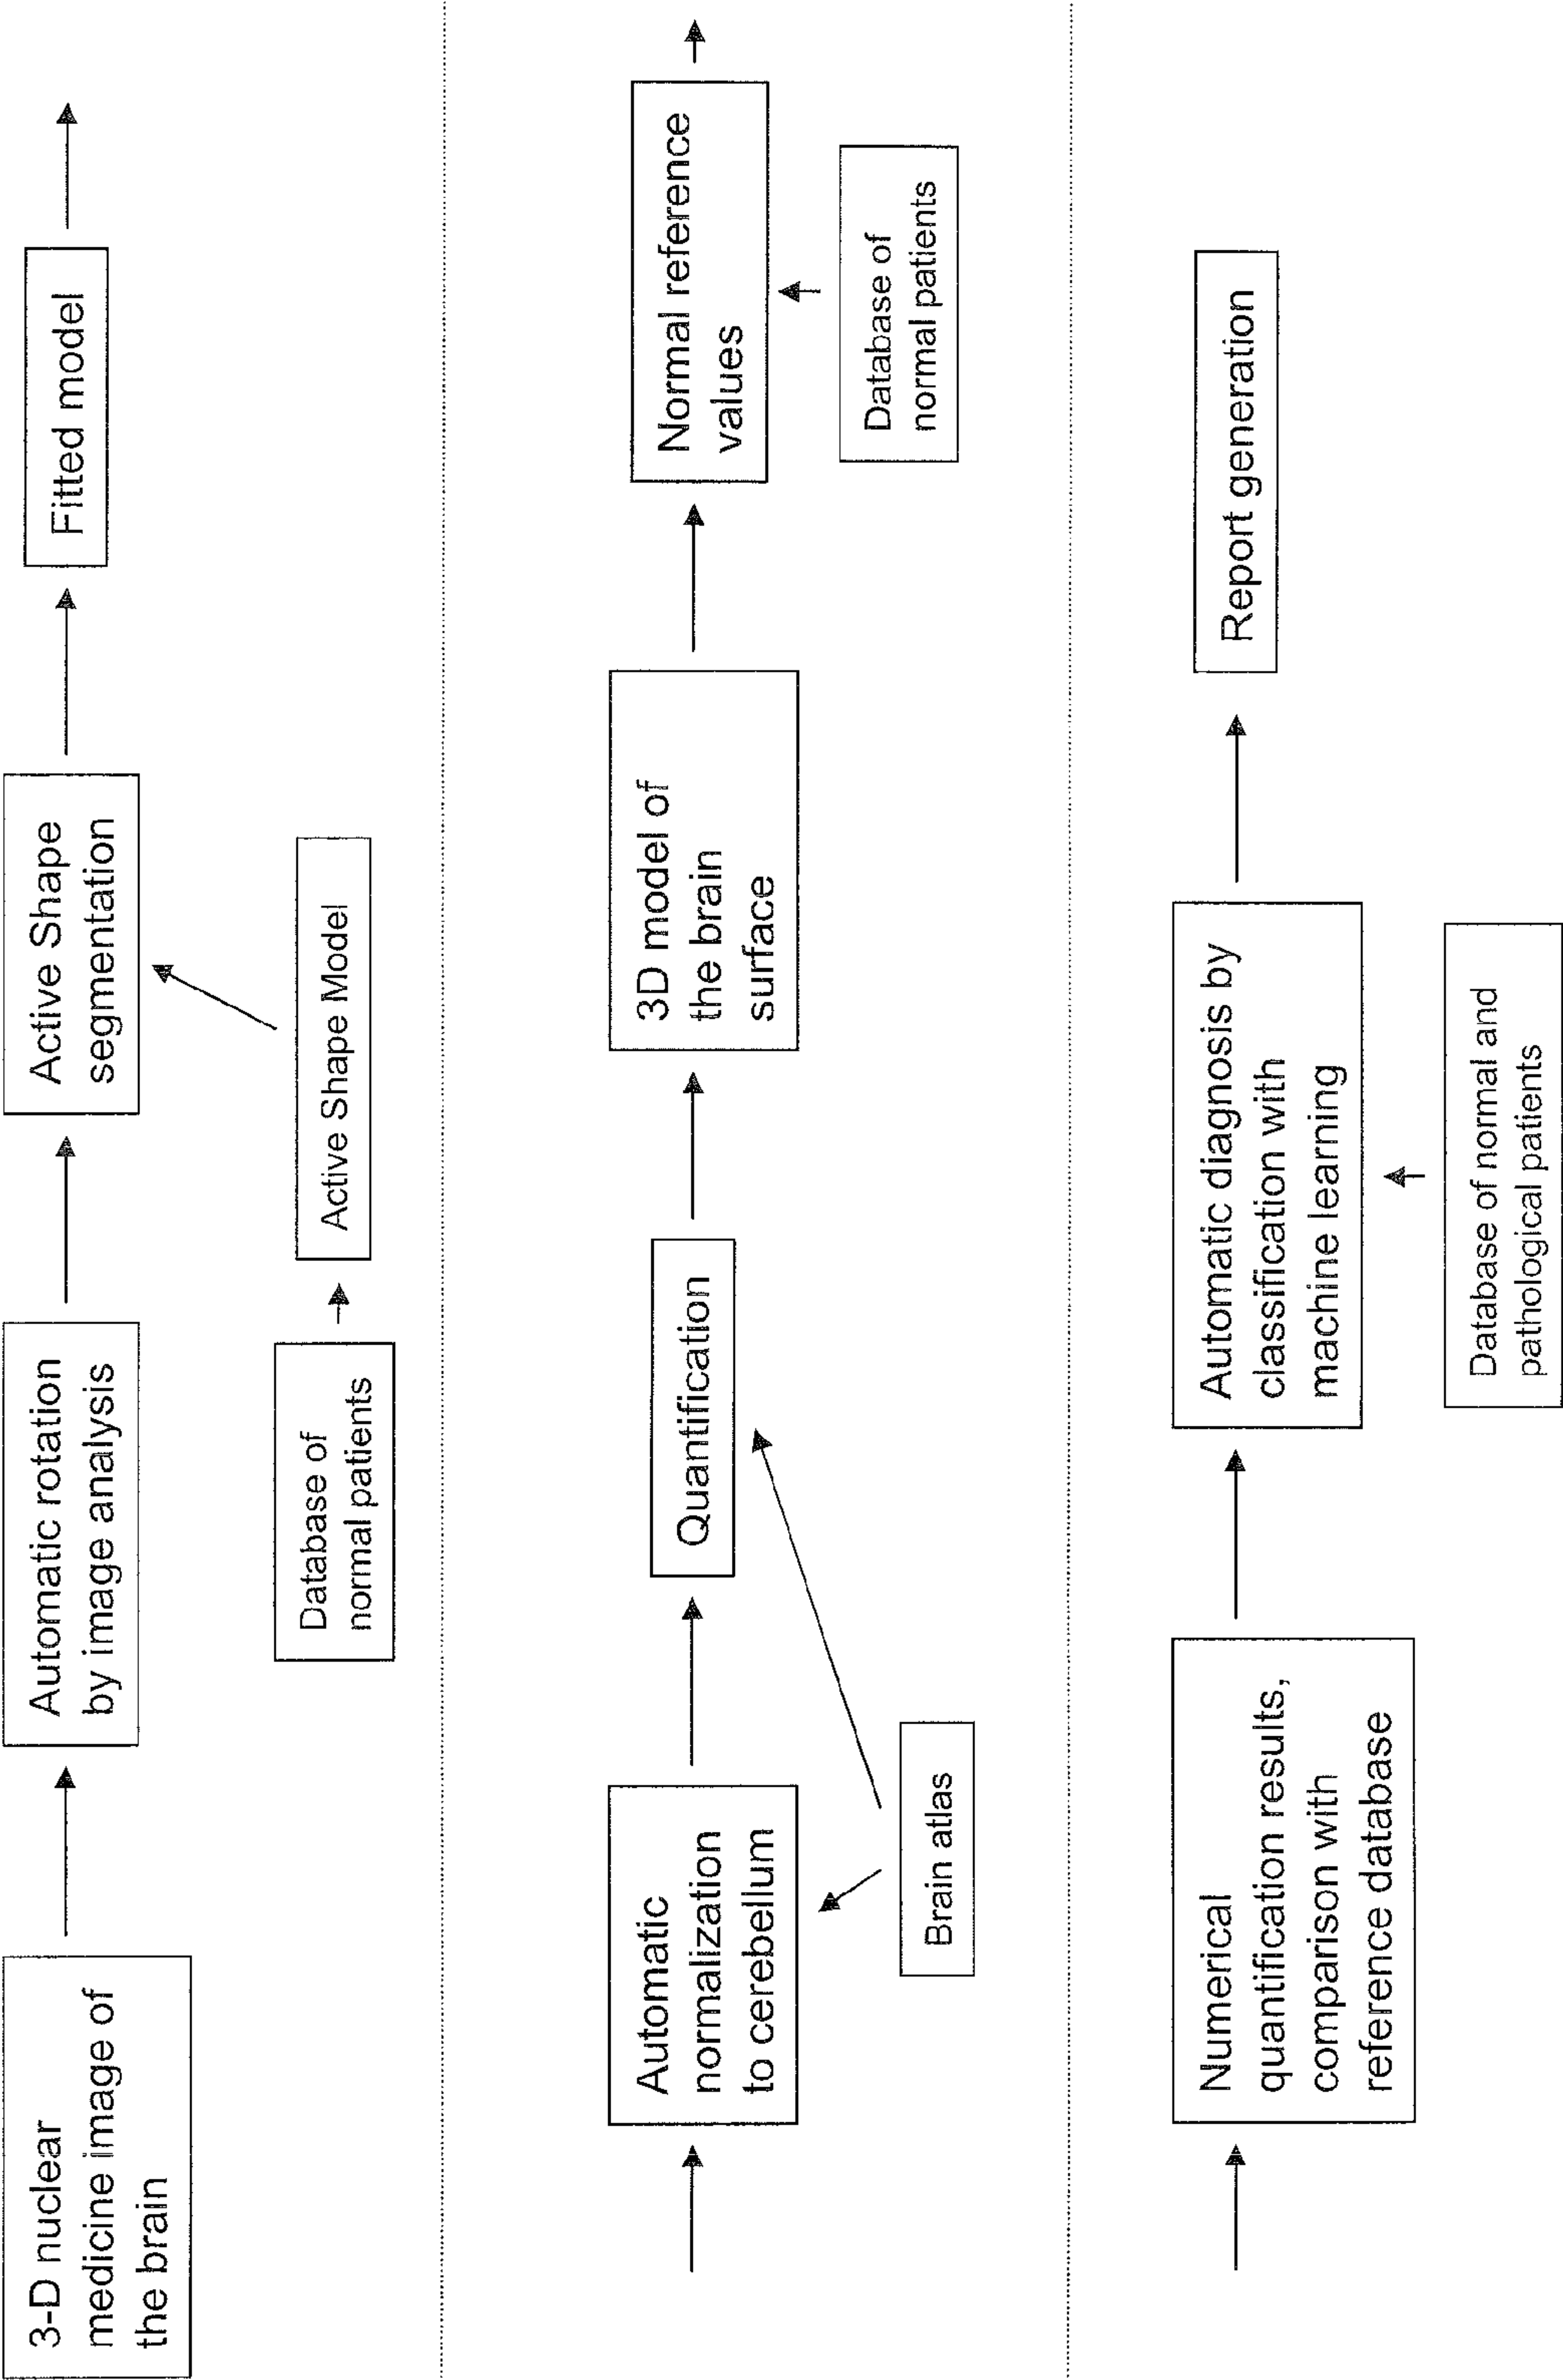 3-D nuclear
medicine image of
the brain
Automatic rotation
by image analysis
Active Shape
segmentation
Fitted model
Database of
normal patients
Active Shape Model
Automatic
normalization
to cerebellum
Quantification
3D model of
the brain
surface
Normal reference
values
Brain atlas
Database of
normal patients
Numerical
quantification results,
comparison with
reference database
Automatic diagnosis by
classification with
machine learning
Report generation
Database of normal and
pathological patients